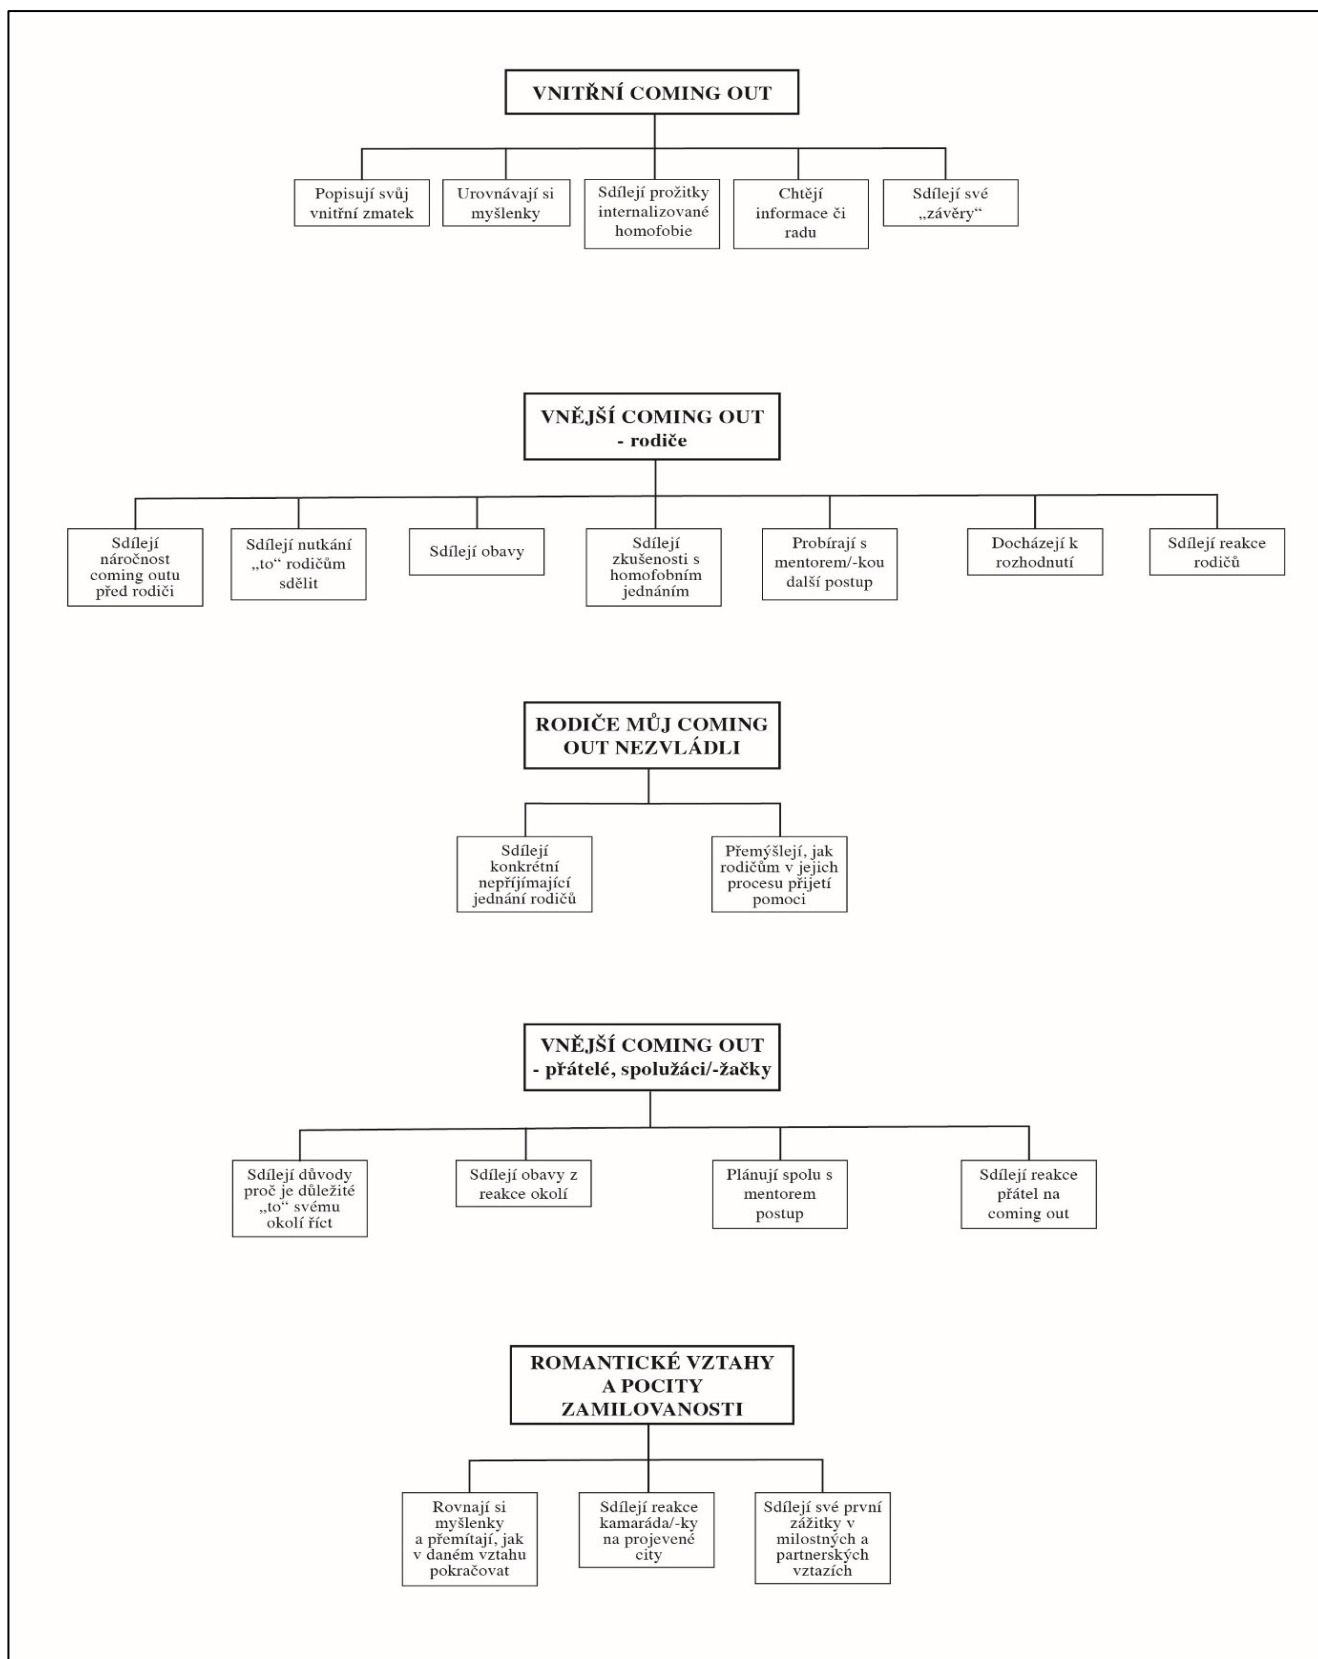 VNITŘNÍ COMING OUT
Popisují svůj
vnitřní zmatek
Urovnávají si
myšlenky
Sdílejí prožitky
internalizované
homofobie
Chtějí
informace či
radu
Sdílejí své
„závěry“
VNĚJŠÍ COMING OUT
- rodiče
Sdílejí
náročnost
coming outu
před rodiči
Sdílejí nutkání
„to“ rodičům
sdělit
Sdílejí obavy
Sdílejí
zkušenosti s
homofobním
jednáním
Probírají s
mentorem/-kou
další postup
Docházejí k
rozhodnutí
Sdílejí reakce
rodičů
RODIČE MŮJ COMING
OUT NEZVLÁDLI
Sdílejí
konkrétní
nepříjímající
jednání rodičů
Přemýšlejí, jak
rodičům v jejich
procesu přijetí
pomoci
VNĚJŠÍ COMING OUT
- přátelé, spolužáci/-žačky
Sdílejí důvody
proč je důležité
„to“ svému
okolí říct
Sdílejí obavy z
reakce okolí
Plánují spolu s
mentorem
postup
Sdílejí reakce
přátel na
coming out
ROMANTICKÉ VZTAHY
A POCITY
ZAMILOVANOSTI
Rovnají si
myšlenky
a přemítají, jak
v daném vztahu
pokračovat
Sdílejí reakce
kamaráda/-ky
na projevené
city
Sdílejí své první
zážitky v
milostných a
partnerských
vztazích